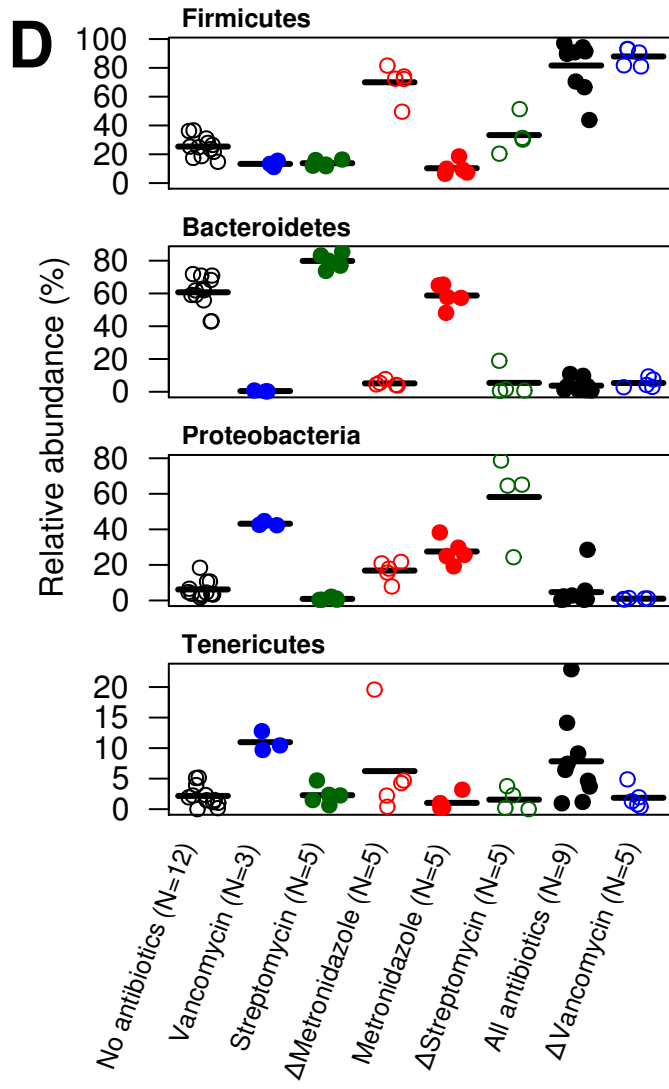 D
Firmicutes
100
80
60
40
20
0
Bacteroidetes
80
60
40
20
0
Proteobacteria
80
60
40
20
0
Tenericutes
20
15
10
5
0
Relative abundance (%)
No antibiotics (N=12)
Vancomycin (N=3)
Streptomycin (N=5)
ΔMetronidazole (N=5)
Metronidazole (N=5)
ΔStreptomycin (N=5)
All antibiotics (N=9)
ΔVancomycin (N=5)